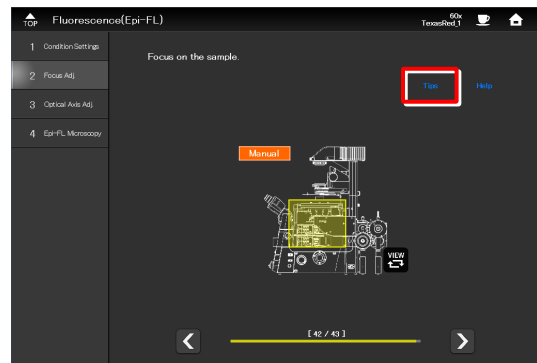 TOP
Fluorescence(Epi-FL)
60x
TexasRed_1
1 Condition Settings
2 Focus Adj.
3 Optical Axis Adj.
4 Epi-FL Microscopy
Focus on the sample.
Tips
Help
Manual
VIEW
[ 42 / 43 ]